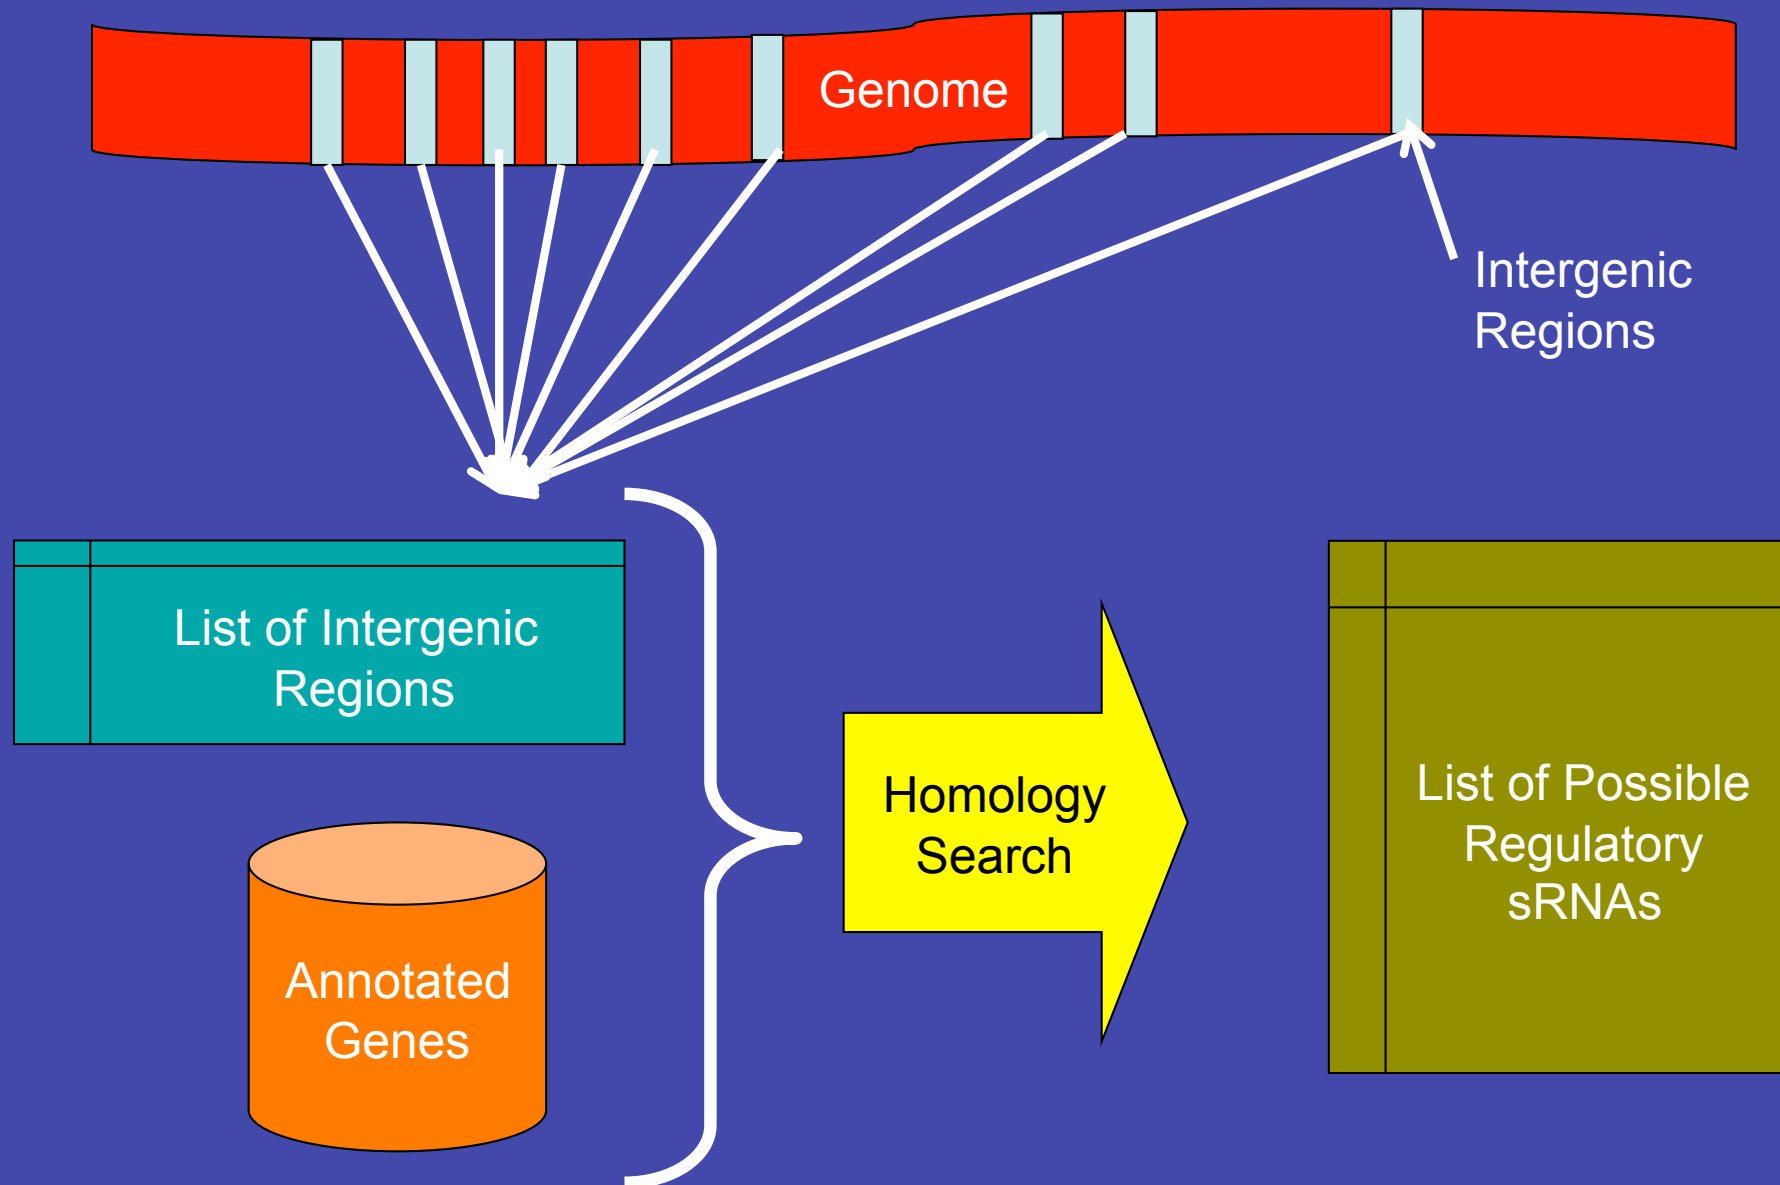 Genome
Intergenic
Regions
List of Intergenic
Regions
Homology
Search
List of Possible
Regulatory
sRNAs
Annotated
Genes